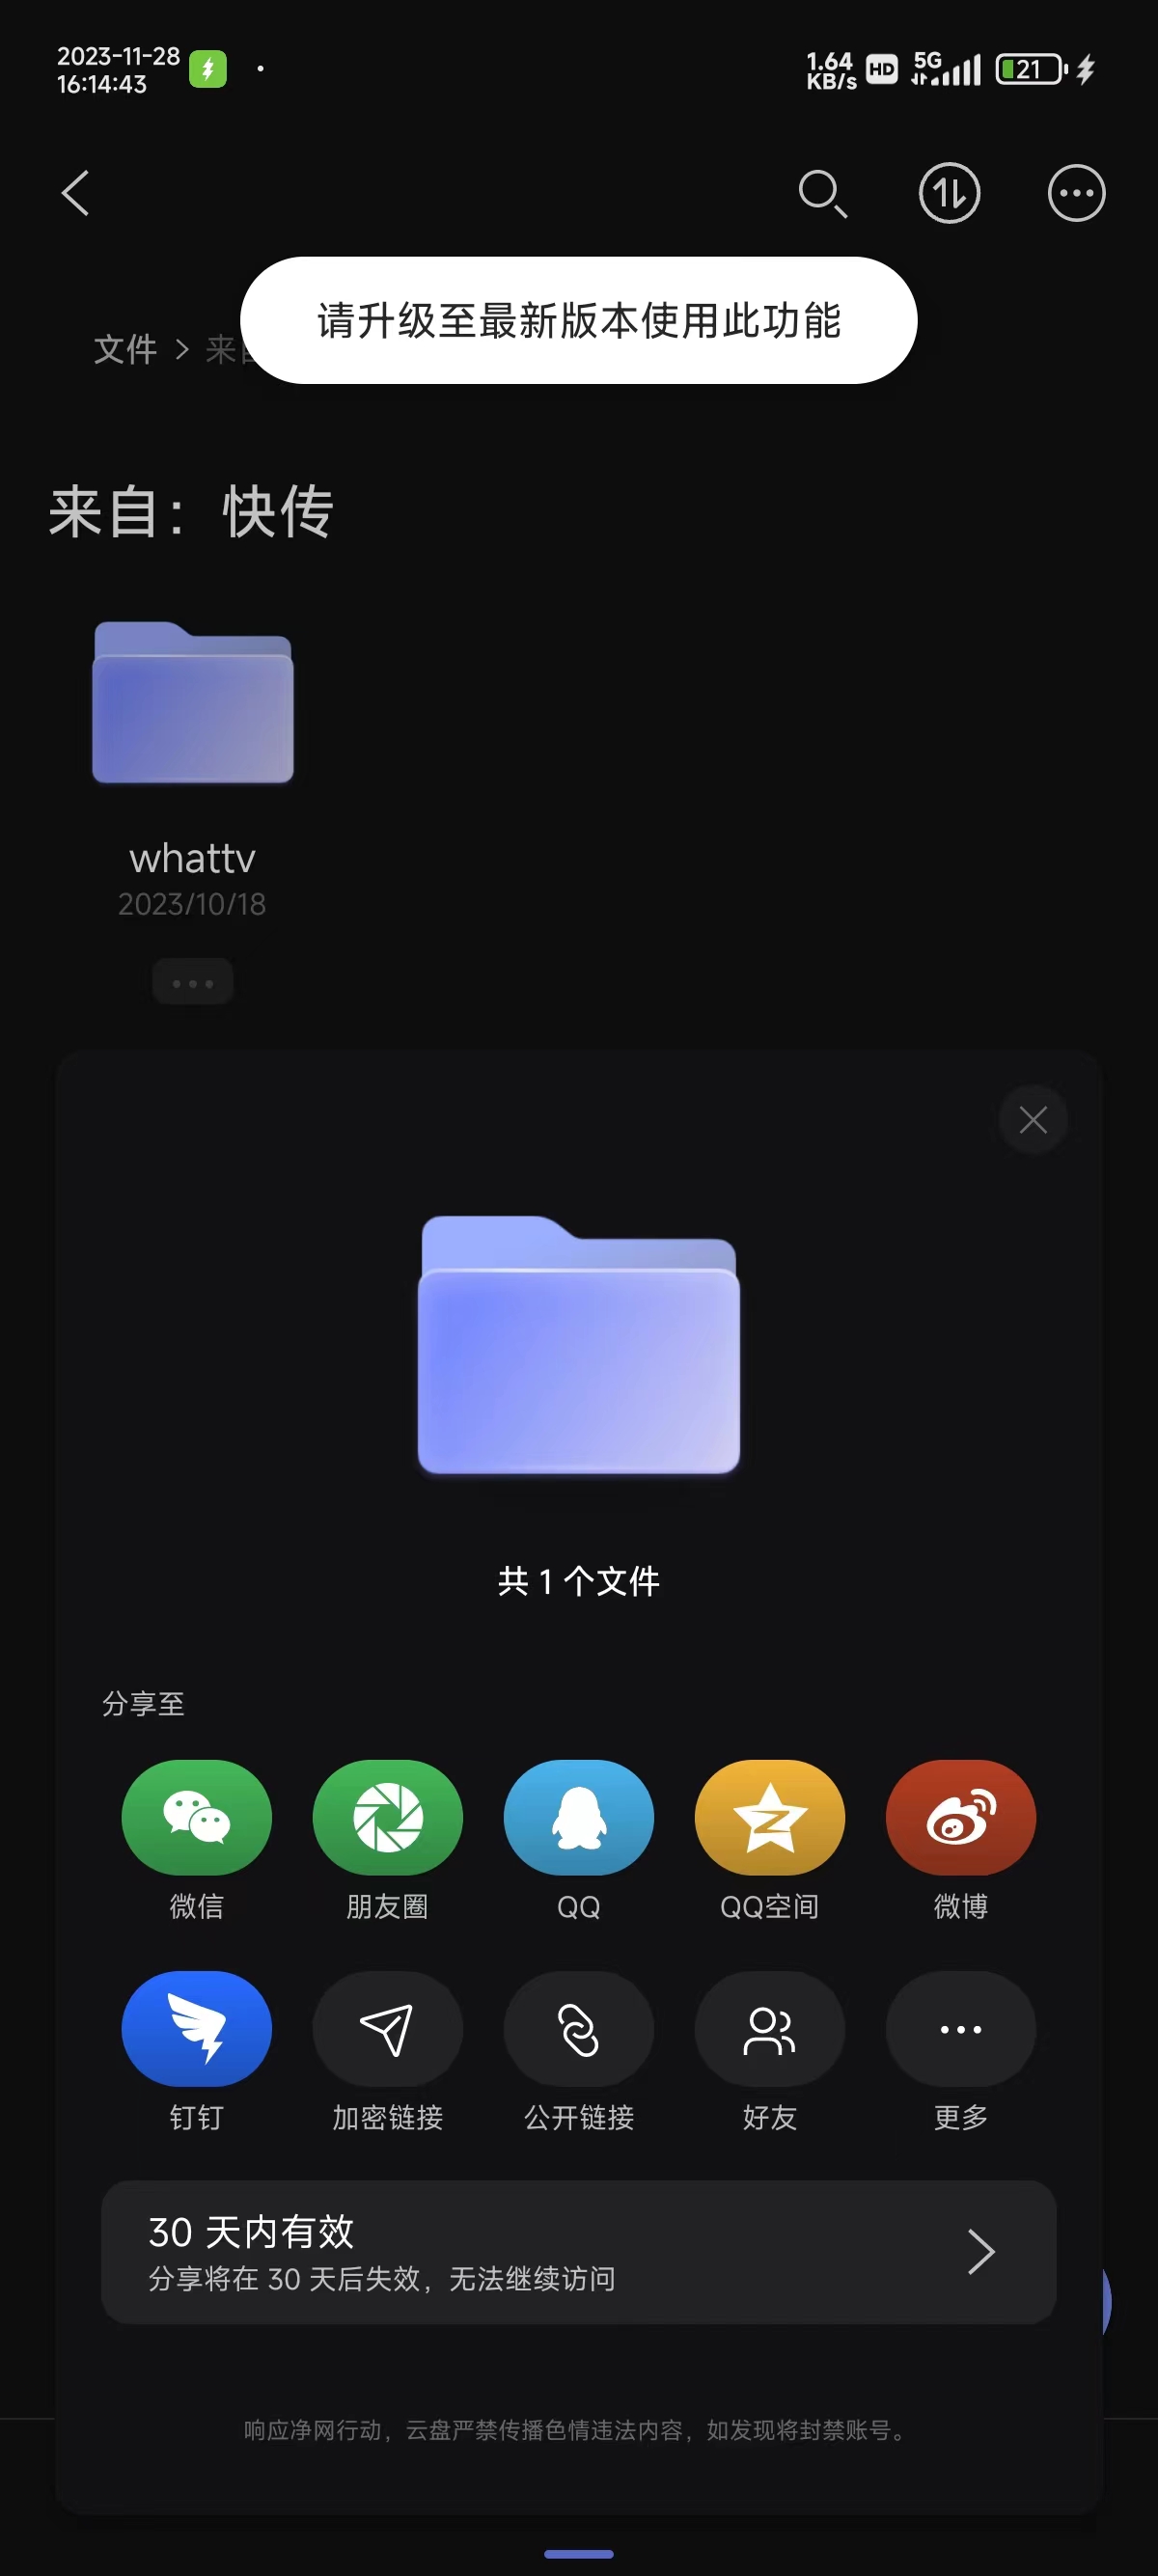 2023-11-28
16:14:43
1.64
KB/s
HD
5G
21
请升级至最新版本使用此功能
文件 > 来
来自：快传
whattv
2023/10/18
共 1 个文件
分享至
微信
朋友圈
QQ
QQ空间
微博
钉钉
加密链接
公开链接
好友
更多
30 天内有效
分享将在 30 天后失效，无法继续访问
响应净网行动，云盘严禁传播色情违法内容，如发现将封禁账号。